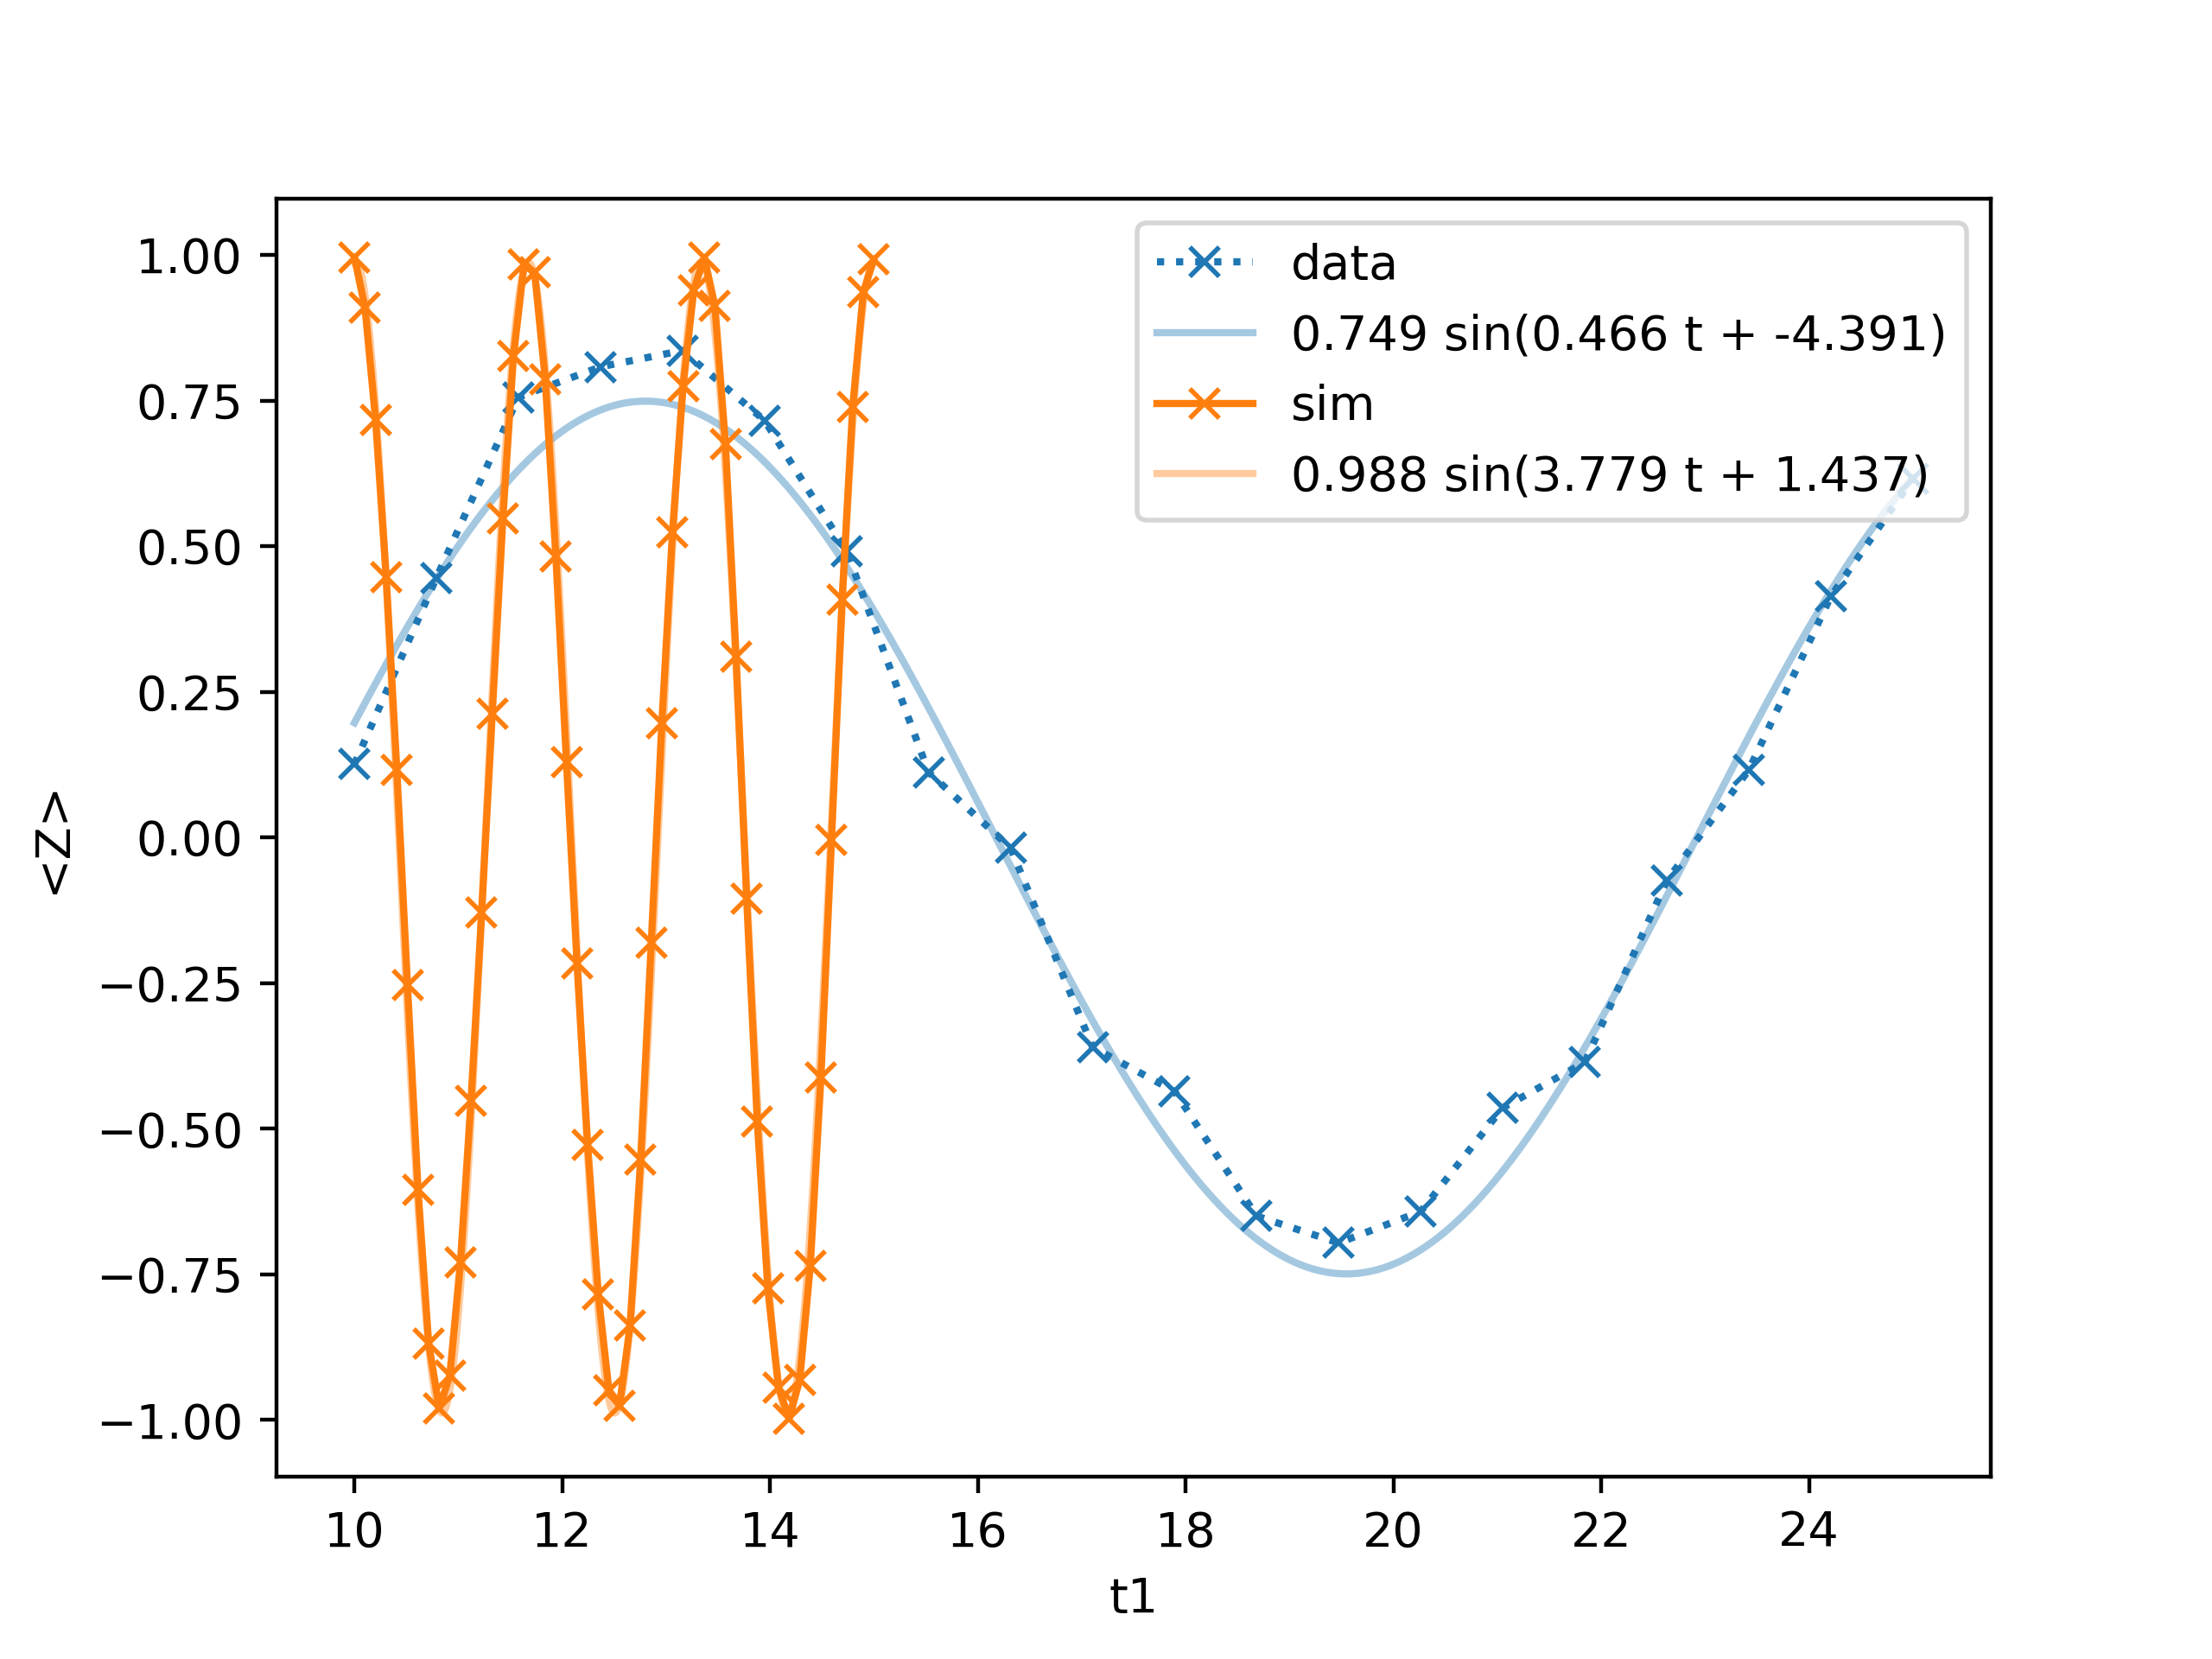 data
0.749 sin(0.466 t + -4.391)
sim
0.988 sin(3.779 t + 1.437)
1.00
0.75
0.50
0.25
0.00
−0.25
−0.50
−0.75
−1.00
<Z>
10 12 14 16 18 20 22 24
t1